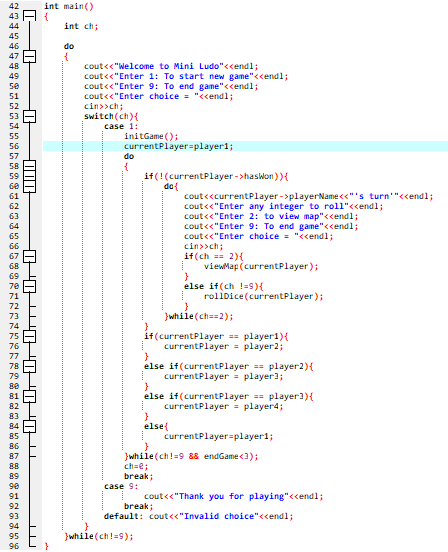 42 int main()
43 {
44 int ch;
45
46 do
47 {
48 cout<<"Welcome to Mini Ludo"<<endl;
49 cout<<"Enter 1: To start new game"<<endl;
50 cout<<"Enter 9: To end game"<<endl;
51 cout<<"Enter choice = "<<endl;
52 cin>>ch;
53 switch(ch){
54 case 1:
55 initGame();
56 currentPlayer=player1;
57 do
58 {
59 if(!(currentPlayer->hasWon)){
60 do{
61 cout<<currentPlayer->playerName<<"'s turn'"<<endl;
62 cout<<"Enter any integer to roll"<<endl;
63 cout<<"Enter 2: to view map"<<endl;
64 cout<<"Enter 9: To end game"<<endl;
65 cout<<"Enter choice = "<<endl;
66 cin>>ch;
67 if(ch == 2){
68 viewMap(currentPlayer);
69 }
70 else if(ch !=9){
71 rollDice(currentPlayer);
72 }
73 }while(ch==2);
74 }
75 if(currentPlayer == player1){
76 currentPlayer = player2;
77 }
78 else if(currentPlayer == player2){
79 currentPlayer = player3;
80 }
81 else if(currentPlayer == player3){
82 currentPlayer = player4;
83 }
84 else{
85 currentPlayer=player1;
86 }
87 }while(ch!=9 && endGame<3);
88 ch=0;
89 break;
90 case 9:
91 cout<<"Thank you for playing"<<endl;
92 break;
93 default: cout<<"Invalid choice"<<endl;
94 }
95 }while(ch!=9);
96 }